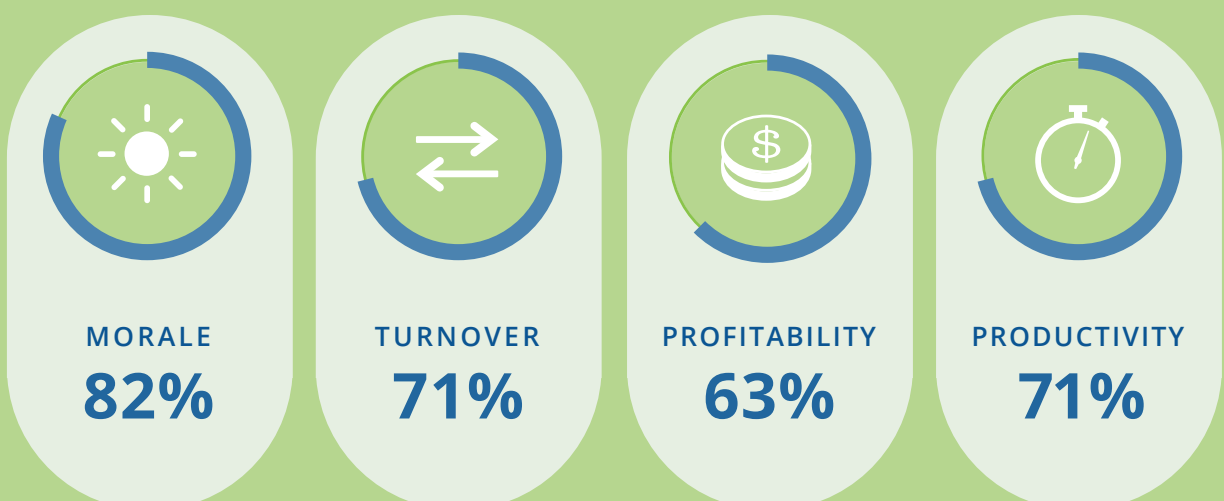 $
MORALE
82%
TURNOVER
71%
PROFITABILITY
63%
PRODUCTIVITY
71%